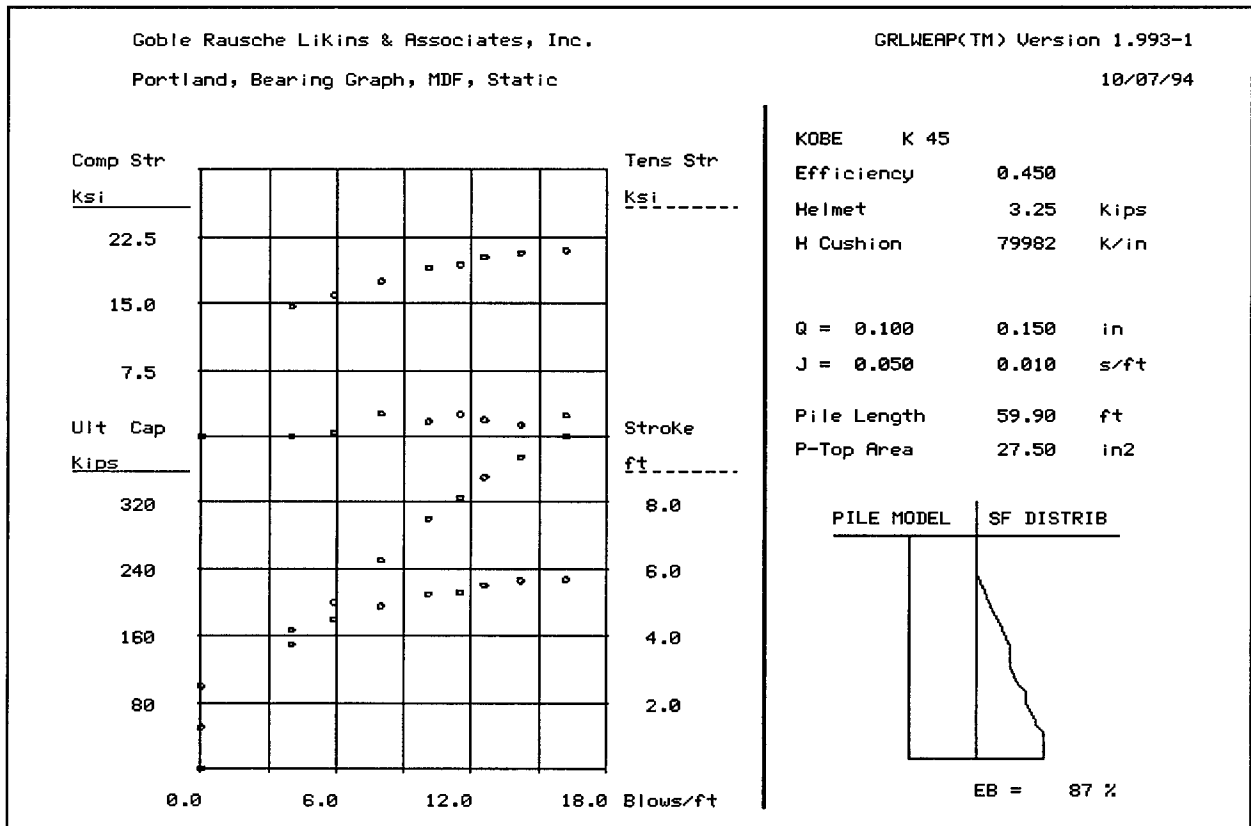 Goble Rausche Likins & Associates, Inc. GRLWEAP(TM) Version 1.993-1
Portland, Bearing Graph, MDF, Static 10/07/94
Comp Str
Ksi
22.5
15.0
7.5
Ult Cap
Kips
320
240
160
80
0.0 6.0 12.0 18.0 Blows/ft
Tens Str
Ksi
Stroke
ft
8.0
6.0
4.0
2.0
KOBE K 45
Efficiency 0.450
Helmet 3.25 Kips
H Cushion 79982 K/in
Q = 0.100 0.150 in
J = 0.050 0.010 s/ft
Pile Length 59.90 ft
P-Top Area 27.50 in2
PILE MODEL SF DISTRIB
EB = 87 %